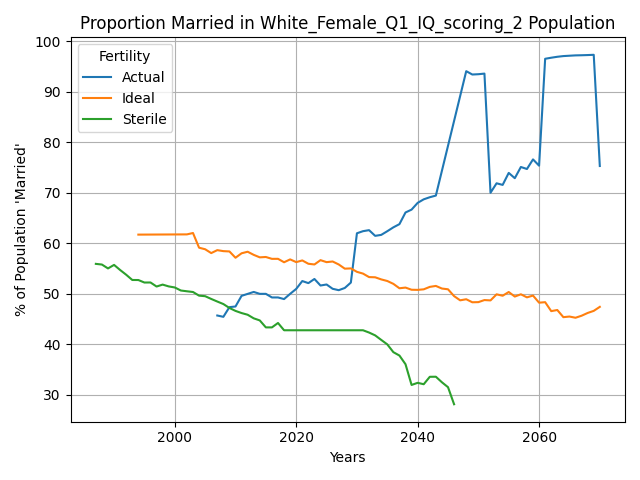 Proportion Married in White_Female_Q1_IQ_scoring_2 Population
Fertility
Actual
Ideal
Sterile
% of Population 'Married'
100
90
80
70
60
50
40
30
2000
2020
2040
2060
Years